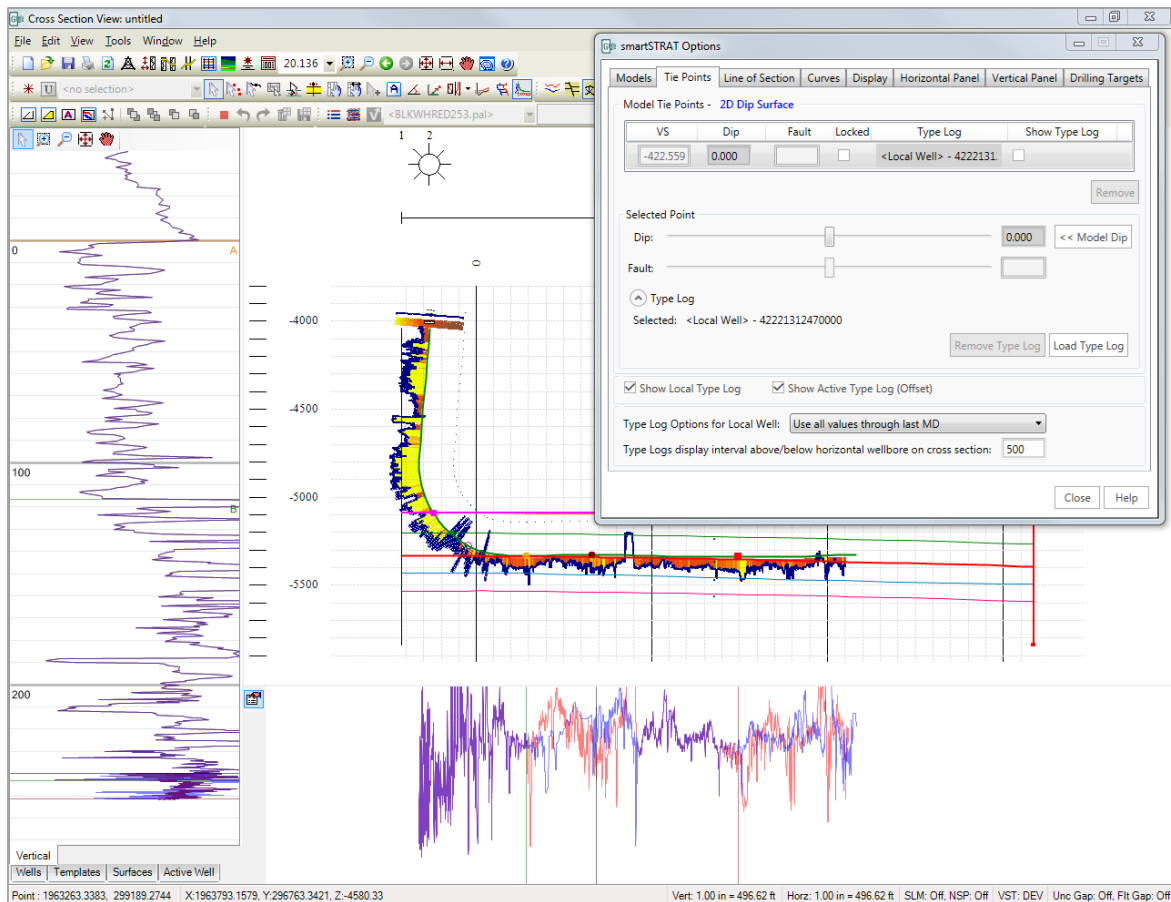 Cross Section View: untitled
File Edit View Tools Window Help
20.136
<no selection>
<BLKWHRED253.pal>
smartSTRAT Options
Models Tie Points Line of Section Curves Display Horizontal Panel Vertical Panel Drilling Targets
Model Tie Points - 2D Dip Surface
VS Dip Fault Locked Type Log Show Type Log
-422.559 0.000 <Local Well> - 4222131
Remove
Selected Point
Dip: 0.000 << Model Dip
Fault:
Type Log
Selected: <Local Well> - 42221312470000
Remove Type Log Load Type Log
Show Local Type Log Show Active Type Log (Offset)
Type Log Options for Local Well: Use all values through last MD
Type Logs display interval above/below horizontal wellbore on cross section: 500
Close Help
1 2
0 A
0
-4000
-4500
100
-5000
B
-5500
200
Vertical
Wells Templates Surfaces Active Well
Point : 1963263.3383, 299189.2744 X:1963793.1579, Y:296763.3421, Z:-4580.33 Vert: 1.00 in = 496.62 ft Horz: 1.00 in = 496.62 ft SLM: Off, NSP: Off VST: DEV Unc Gap: Off, Flt Gap: Off